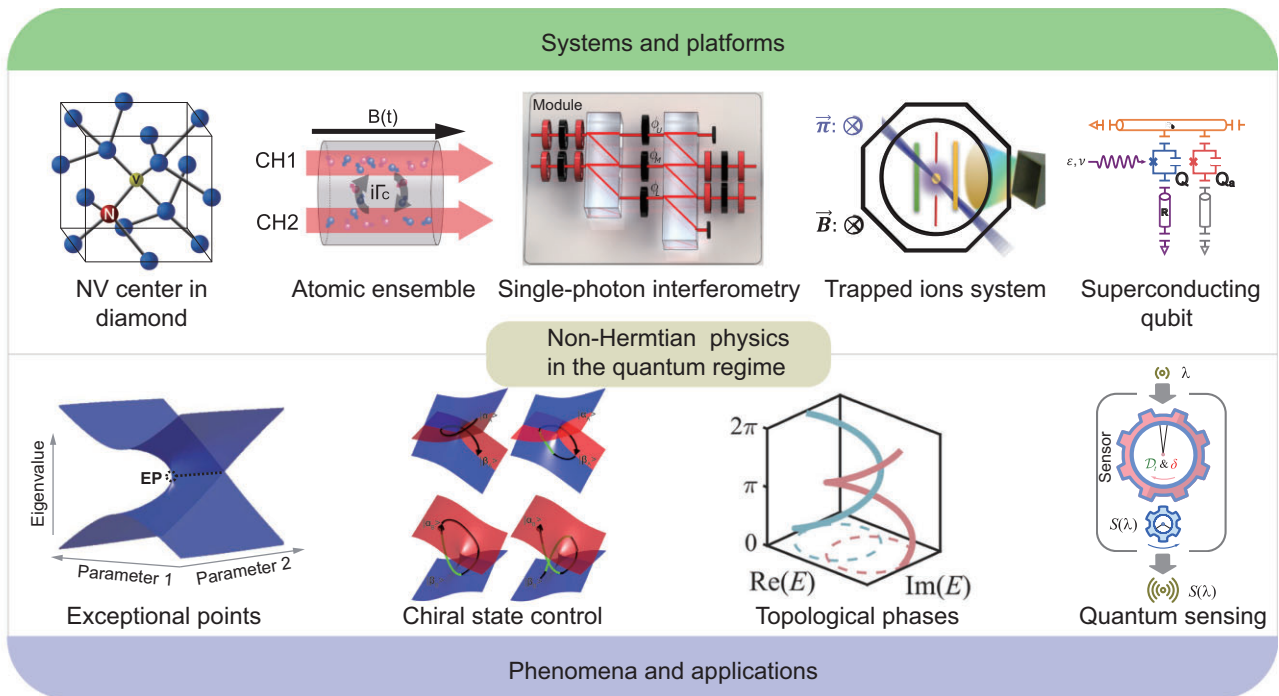 Systems and platforms
N
V
NV center in
diamond
B(t)
CH1
iΓc
CH2
Atomic ensemble
Module
ϕU
Single-photon interferometry
π⃗: ⊗
B⃗: ⊗
Trapped ions system
ε, ν
Q
Qa
R
Superconducting
qubit
Non-Hermtian physics
in the quantum regime
Eigenvalue
EP
Parameter 1
Parameter 2
Exceptional points
Chiral state control
2π
π
0
Re(E)
Im(E)
Topological phases
λ
Sensor
& δ
S(λ)
S(λ)
Quantum sensing
Phenomena and applications